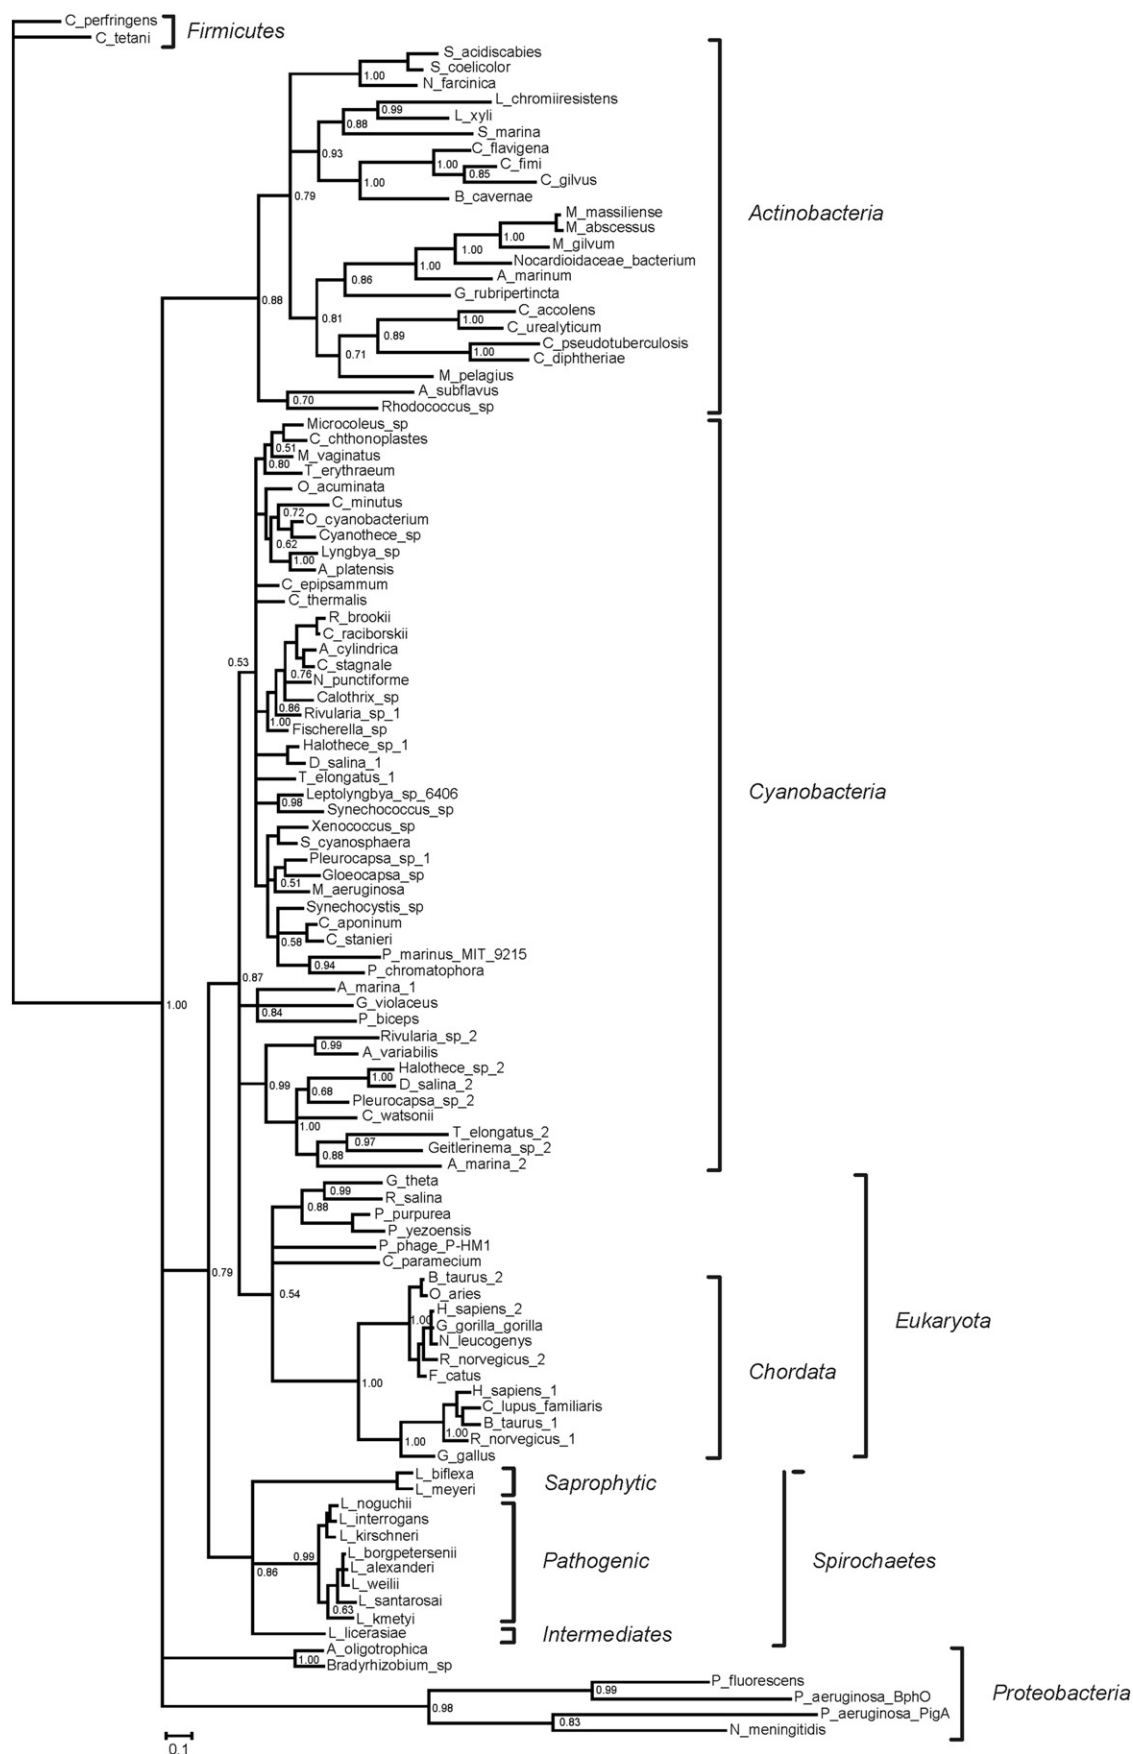 C_perfringens
C_tetani
Firmicutes
S_acidiscabies
S_coelicolor
1.00
N_farcinica
L_chromiiresistens
0.99
L_xyli
0.88
S_marina
0.93
C_flavigena
1.00
C_fimi
0.85
C_gilvus
1.00
B_cavernae
0.79
M_massiliense
Actinobacteria
M_abscessus
1.00
M_gilvum
1.00
Nocardioidaceae_bacterium
1.00
A_marinum
0.86
G_rubripertincta
0.88
C_accolens
0.81
1.00
C_urealyticum
0.89
C_pseudotuberculosis
0.71
1.00
C_diphtheriae
M_pelagius
A_subflavus
0.70
Rhodococcus_sp
Microcoleus_sp
C_chthonoplastes
0.51
M_vaginatus
0.80
T_erythraeum
O_acuminata
C_minutus
0.72
O_cyanobacterium
Cyanothece_sp
0.62
Lyngbya_sp
1.00
A_platensis
C_epipsammum
C_thermalis
R_brookii
C_raciborskii
A_cylindrica
0.53
C_stagnale
0.76
N_punctiforme
Calothrix_sp
0.86
Rivularia_sp_1
1.00
Fischerella_sp
Halothece_sp_1
D_salina_1
T_elongatus_1
Cyanobacteria
Leptolyngbya_sp_6406
0.98
Synechococcus_sp
Xenococcus_sp
S_cyanosphaera
Pleurocapsa_sp_1
Gloeocapsa_sp
0.51
M_aeruginosa
Synechocystis_sp
C_aponinum
0.58
C_stanieri
P_marinus_MIT_9215
0.94
P_chromatophora
0.87
A_marina_1
1.00
G_violaceus
0.84
P_biceps
Rivularia_sp_2
0.99
A_variabilis
Halothece_sp_2
1.00
0.99
D_salina_2
0.68
Pleurocapsa_sp_2
C_watsonii
1.00
T_elongatus_2
0.97
Geitlerinema_sp_2
0.88
A_marina_2
G_theta
0.99
R_salina
0.88
P_purpurea
P_yezoensis
P_phage_P-HM1
C_paramecium
0.79
B_taurus_2
0.54
O_aries
H_sapiens_2
1.00
Eukaryota
G_gorilla_gorilla
N_leucogenys
R_norvegicus_2
Chordata
F_catus
1.00
H_sapiens_1
C_lupus_familiaris
B_taurus_1
1.00
R_norvegicus_1
1.00
G_gallus
L_biflexa
Saprophytic
L_meyeri
L_noguchii
L_interrogans
L_kirschneri
0.99
L_borgpetersenii
Pathogenic
Spirochaetes
0.86
L_alexanderi
L_weilii
L_santarosai
0.63
L_kmetyi
L_licerasiae
Intermediates
A_oligotrophica
1.00
Bradyrhizobium_sp
P_fluorescens
0.99
P_aeruginosa_BphO
Proteobacteria
0.98
P_aeruginosa_PigA
0.83
N_meningitidis
0.1